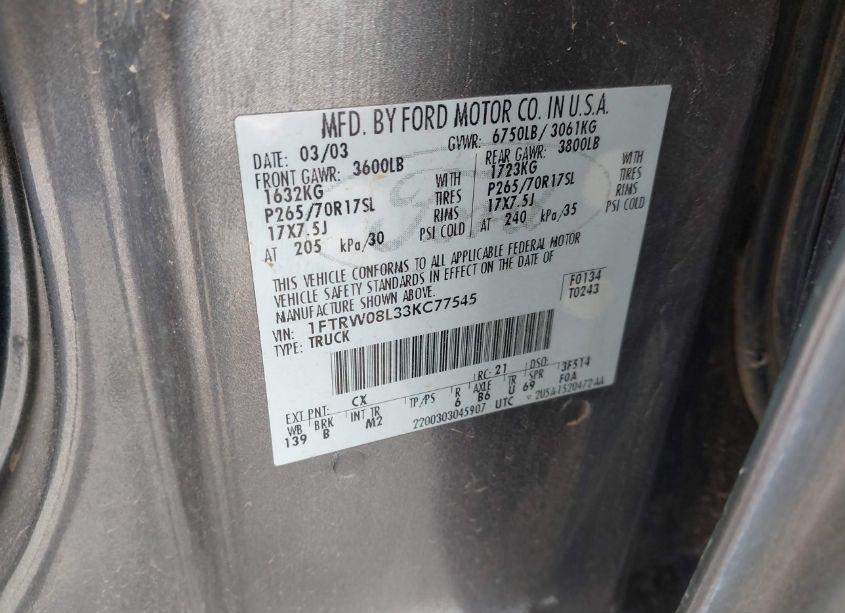 MFD. BY FORD MOTOR CO. IN U.S.A.
DATE: 03/03 GVWR: 6750LB/ 3061KG
FRONT GAWR: 3600LB REAR GAWR: 3800LB
1632KG WITH 1723KG WITH
P265/70R17SL TIRES P265/70R17SL TIRES
17X7.5J RIMS 17X7.5J RIMS
AT 205 kPa/30 PSI COLD AT 240 kPa/35 PSI COLD
THIS VEHICLE CONFORMS TO ALL APPLICABLE FEDERAL MOTOR
VEHICLE SAFETY STANDARDS IN EFFECT ON THE DATE OF
MANUFACTURE SHOWN ABOVE.
F0134
T0243
VIN: 1FTRW08L33KC77545
TYPE: TRUCK
EXT PNT: CX RC: 21 DSO: 3F514
WB BRK INT TR TP/PS R AXLE TR SPR F0A
139 B M2 6 B6 U 69
2200303045907 UTC 2U5A-1520472-AA
Ford